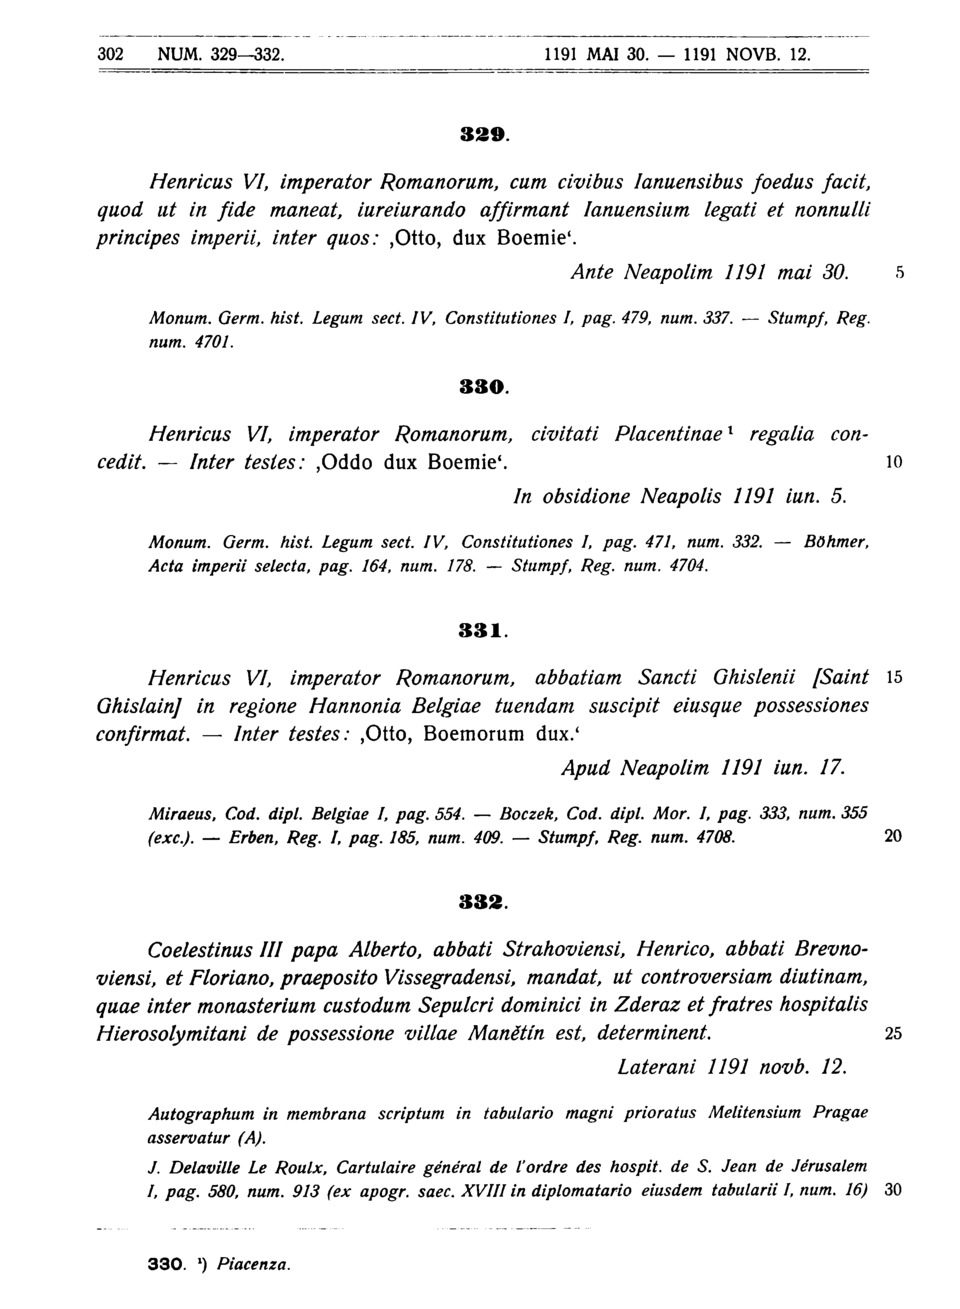 302 NUM. 329—332. 1191 MAI 30. — 1191 NOVB. 12.
329.
Henricus VI, imperator Romanorum, cum civibus Ianuensibus foedus facit,
quod ut in fide maneat, iureiurando affirmant Ianuensium legati et nonnulli
principes imperii, inter quos: ‚Otto, dux Boemie‘.
Ante Neapolim 1191 mai 30. 5
Monum. Germ. hist. Legum sect. IV, Constitutiones I, pag. 479, num. 337. — Stumpf, Reg.
num. 4701.
330.
Henricus VI, imperator Romanorum, civitati Placentinae¹ regalia con-
cedit. — Inter testes: ‚Oddo dux Boemie‘. 10
In obsidione Neapolis 1191 iun. 5.
Monum. Germ. hist. Legum sect. IV, Constitutiones I, pag. 471, num. 332. — Böhmer,
Acta imperii selecta, pag. 164, num. 178. — Stumpf, Reg. num. 4704.
331.
Henricus VI, imperator Romanorum, abbatiam Sancti Ghislenii [Saint 15
Ghislain] in regione Hannonia Belgiae tuendam suscipit eiusque possessiones
confirmat. — Inter testes: ‚Otto, Boemorum dux.‘
Apud Neapolim 1191 iun. 17.
Miraeus, Cod. dipl. Belgiae I, pag. 554. — Boczek, Cod. dipl. Mor. I, pag. 333, num. 355
(exc.). — Erben, Reg. I, pag. 185, num. 409. — Stumpf, Reg. num. 4708. 20
332.
Coelestinus III papa Alberto, abbati Strahoviensi, Henrico, abbati Brevno-
viensi, et Floriano, praeposito Vissegradensi, mandat, ut controversiam diutinam,
quae inter monasterium custodum Sepulcri dominici in Zderaz et fratres hospitalis
Hierosolymitani de possessione villae Manětín est, determinent. 25
Laterani 1191 novb. 12.
Autographum in membrana scriptum in tabulario magni prioratus Melitensium Pragae
asservatur (A).
J. Delaville Le Roulx, Cartulaire général de l'ordre des hospit. de S. Jean de Jérusalem
I, pag. 580, num. 913 (ex apogr. saec. XVIII in diplomatario eiusdem tabularii I, num. 16) 30
330. ¹) Piacenza.